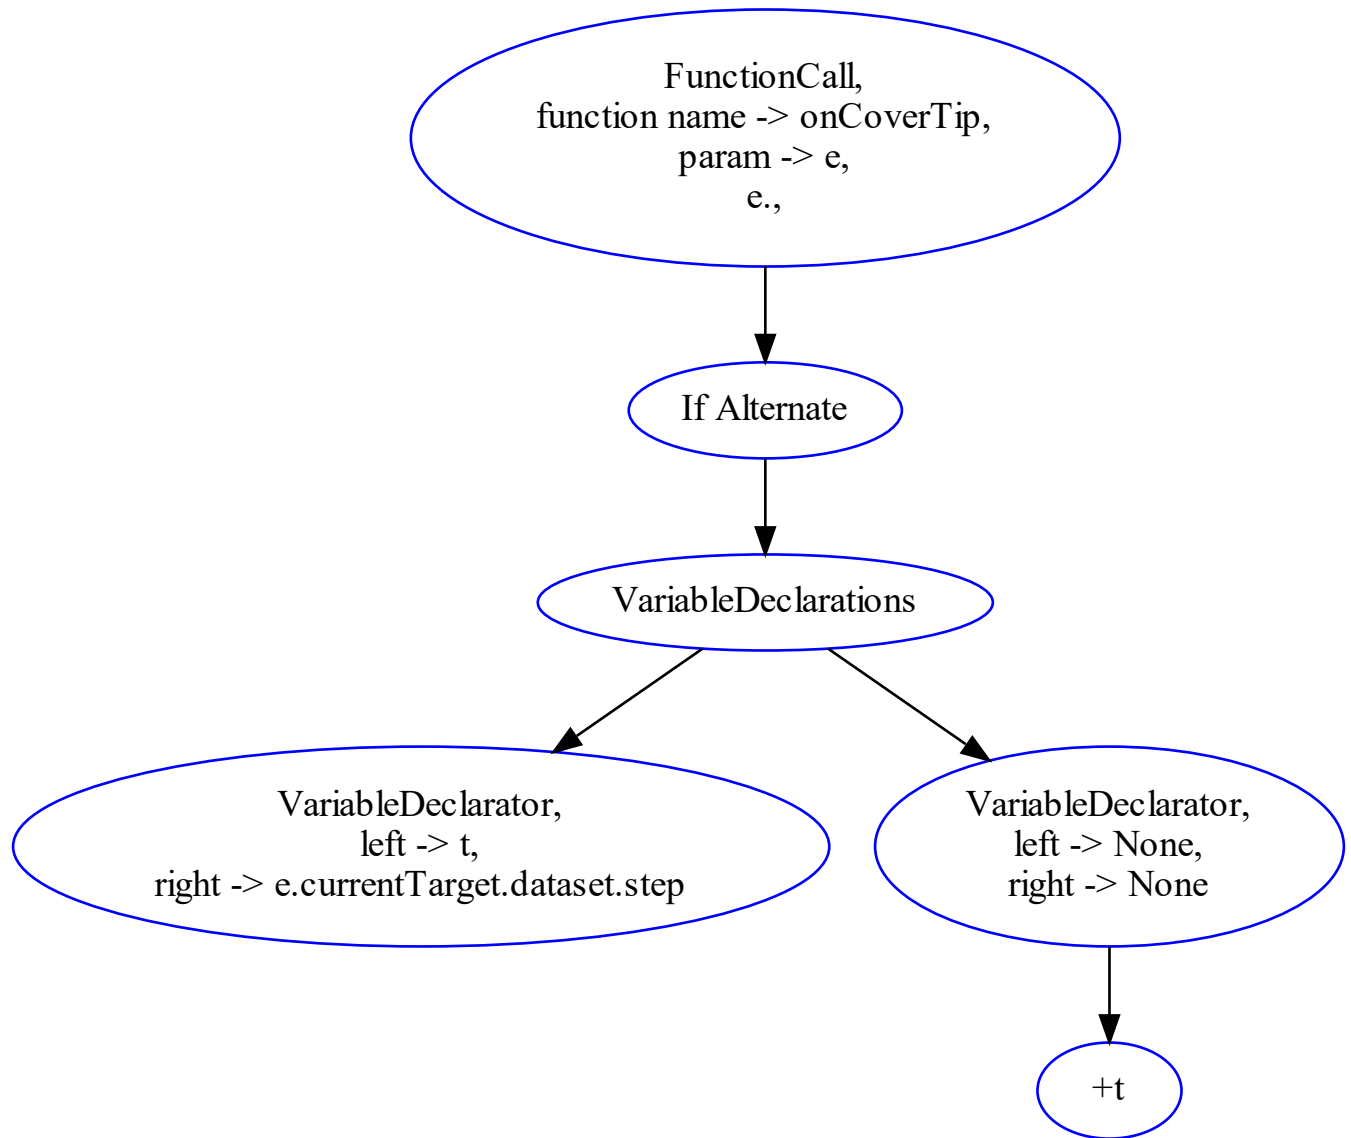 FunctionCall,
function name -> onCoverTip,
param -> e,
e.,
If Alternate
VariableDeclarations
VariableDeclarator,
left -> t,
right -> e.currentTarget.dataset.step
VariableDeclarator,
left -> None,
right -> None
+t